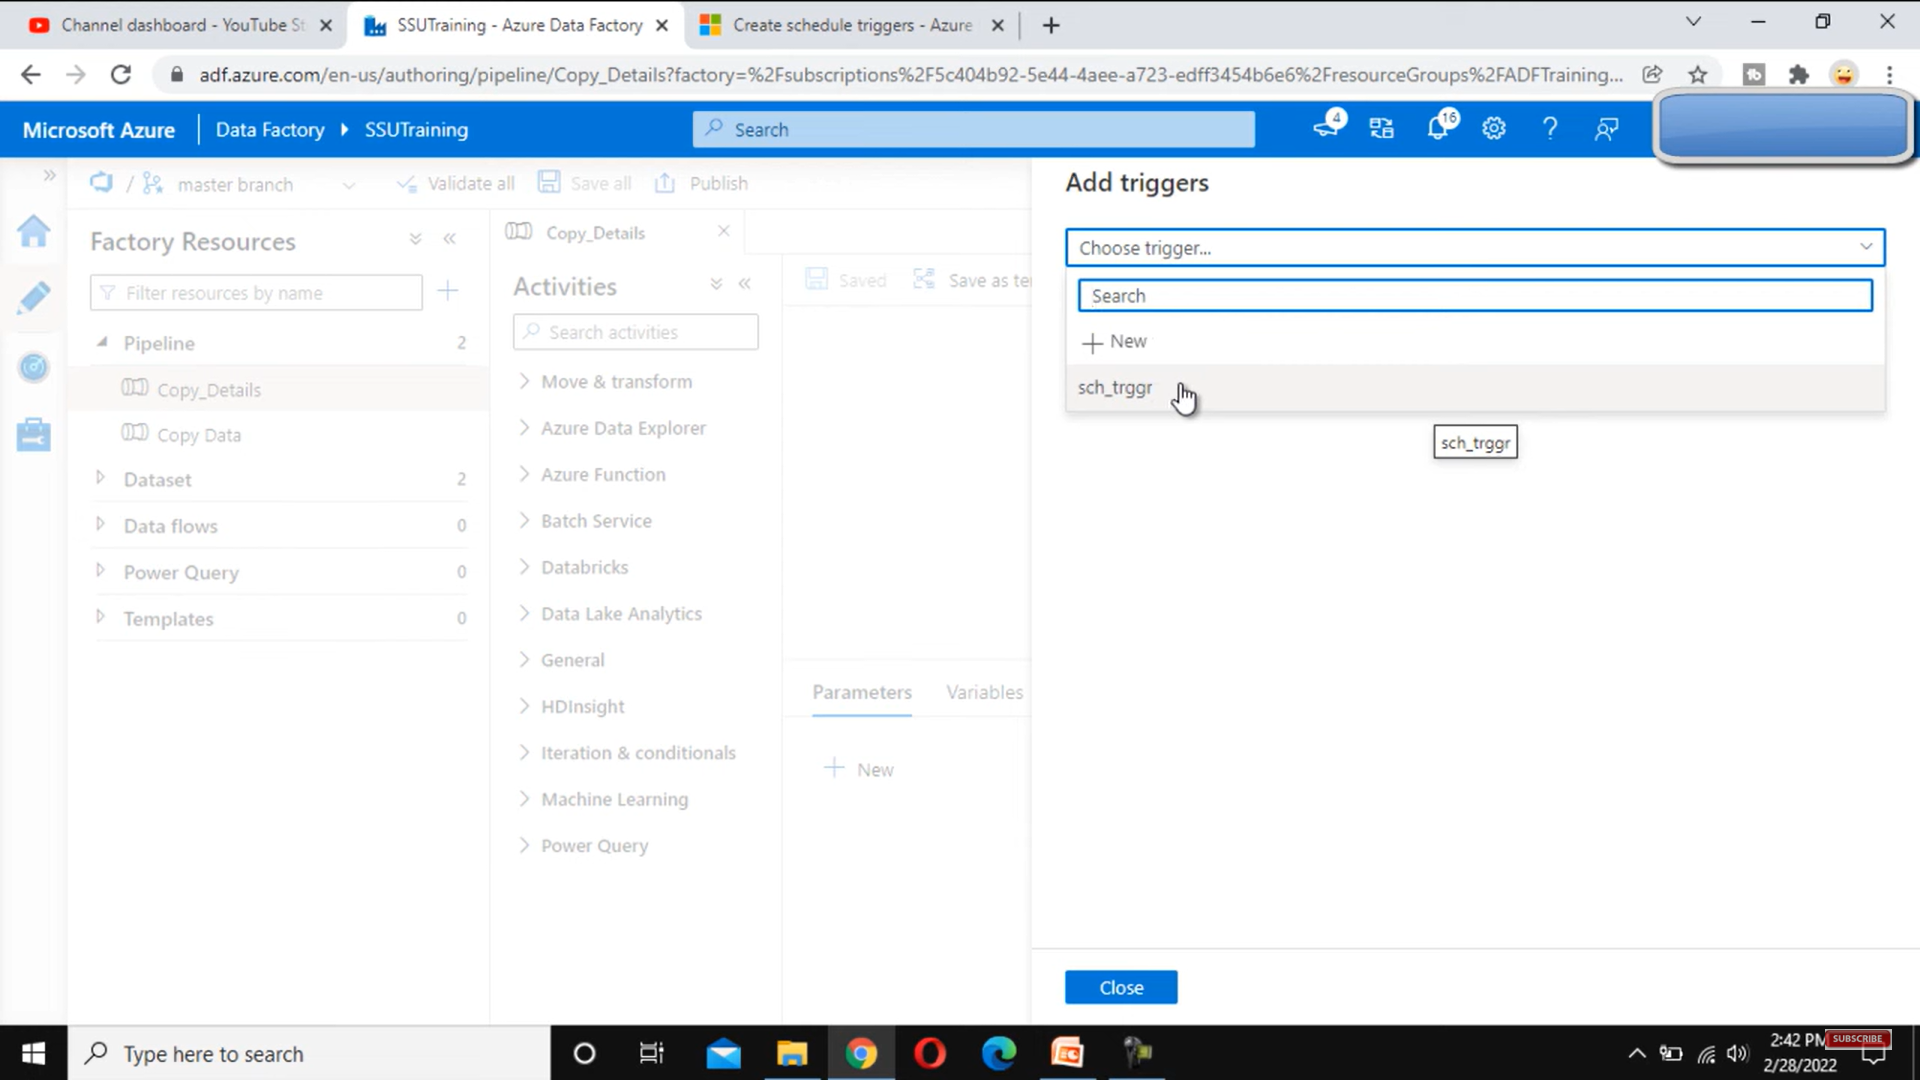 Channel dashboard - YouTube St
SSUTraining - Azure Data Factory
Create schedule triggers - Azure
adf.azure.com/en-us/authoring/pipeline/Copy_Details?factory=%2Fsubscriptions%2F5c404b92-5e44-4aee-a723-edff3454b6e6%2FresourceGroups%2FADFTraining...
Microsoft Azure
Data Factory
SSUTraining
Search
4
16
/
master branch
Validate all
Save all
Publish
Add triggers
Factory Resources
Copy_Details
Choose trigger...
Filter resources by name
Activities
Saved
Save as te
Search
Search activities
New
Pipeline 2
Copy_Details
Copy Data
Dataset 2
Data flows 0
Power Query 0
Templates 0
Move & transform
Azure Data Explorer
Azure Function
Batch Service
Databricks
Data Lake Analytics
General
HDInsight
Iteration & conditionals
Machine Learning
Power Query
sch_trggr
sch_trggr
Parameters
Variables
New
Close
Type here to search
2:42 PM
2/28/2022
SUBSCRIBE